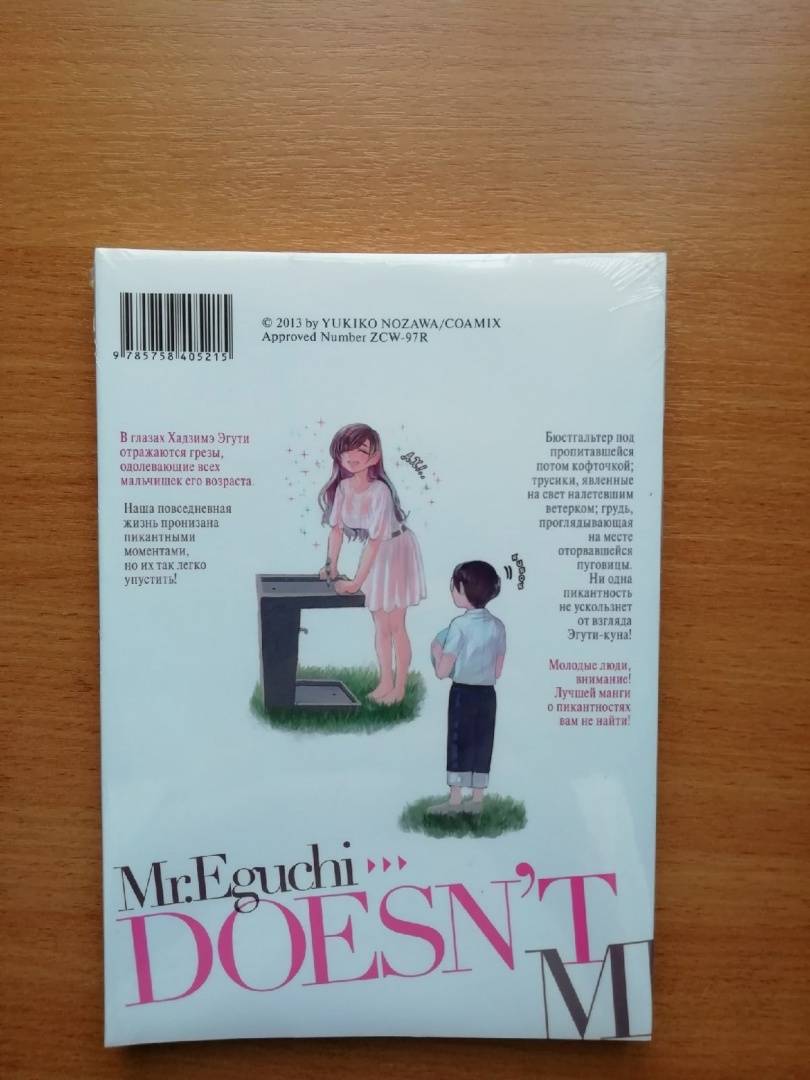 © 2013 by YUKIKO NOZAWA/COAMIX
Approved Number ZCW-97R
9 785758 405215
В глазах Хадзимэ Эгути
отражаются грезы,
одолевающие всех
мальчишек его возраста.
Наша повседневная
жизнь пронизана
пикантными
моментами,
но их так легко
упустить!
Бюстгальтер под
пропитавшейся
потом кофточкой;
трусики, явленные
на свет налетевшим
ветерком; грудь,
проглядывающая
на месте
оторвавшейся
пуговицы.
Ни одна
пикантность
не ускользнет
от взгляда
Эгути-куна!
Молодые люди,
внимание!
Лучшей манги
о пикантностях
вам не найти!
Mr.Eguchi
DOESN'T
M